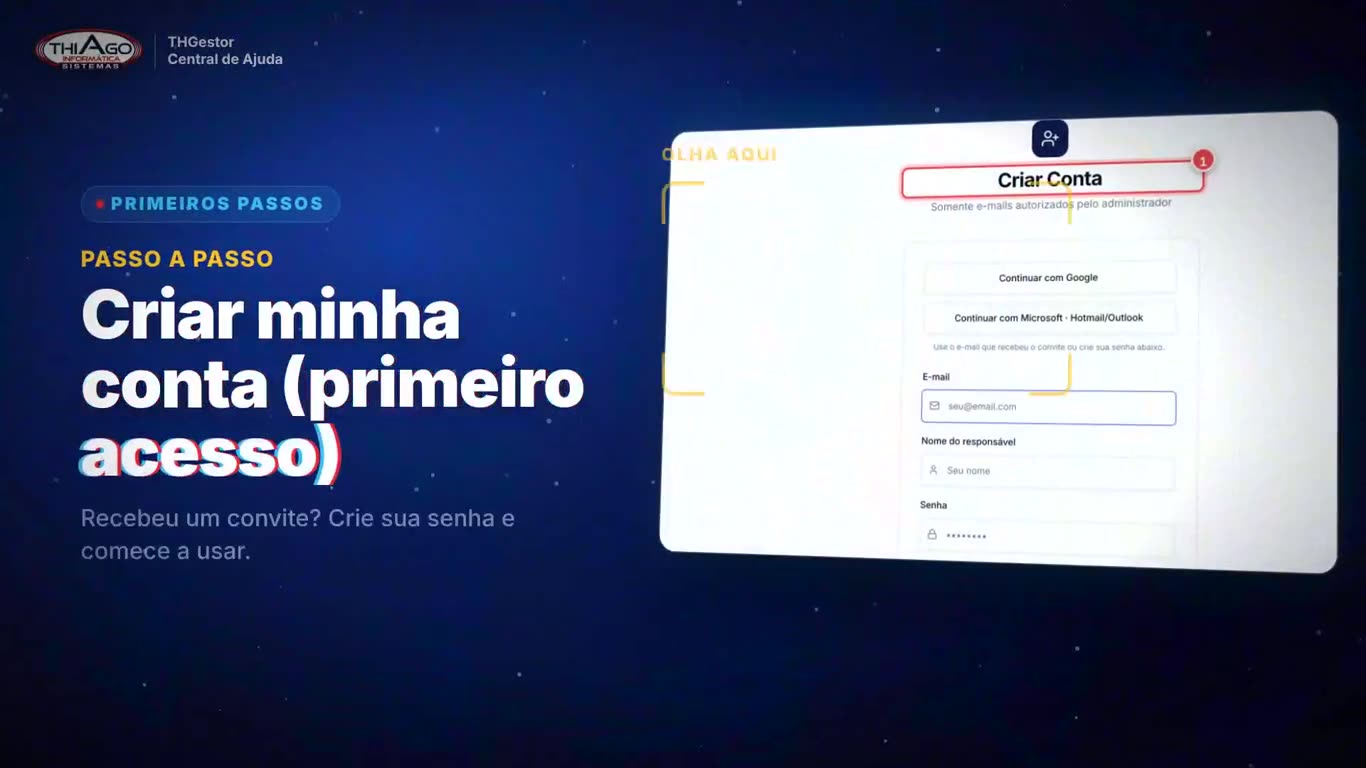 THIAGO
INFORMÁTICA
SISTEMAS
THGestor
Central de Ajuda
PRIMEIROS PASSOS
PASSO A PASSO
Criar minha
conta (primeiro
acesso)
Recebeu um convite? Crie sua senha e
comece a usar.
OLHA AQUI
1
Criar Conta
Somente e-mails autorizados pelo administrador
Continuar com Google
Continuar com Microsoft · Hotmail/Outlook
Use o e-mail que recebeu o convite ou crie sua senha abaixo.
E-mail
seu@email.com
Nome do responsável
Seu nome
Senha
••••••••